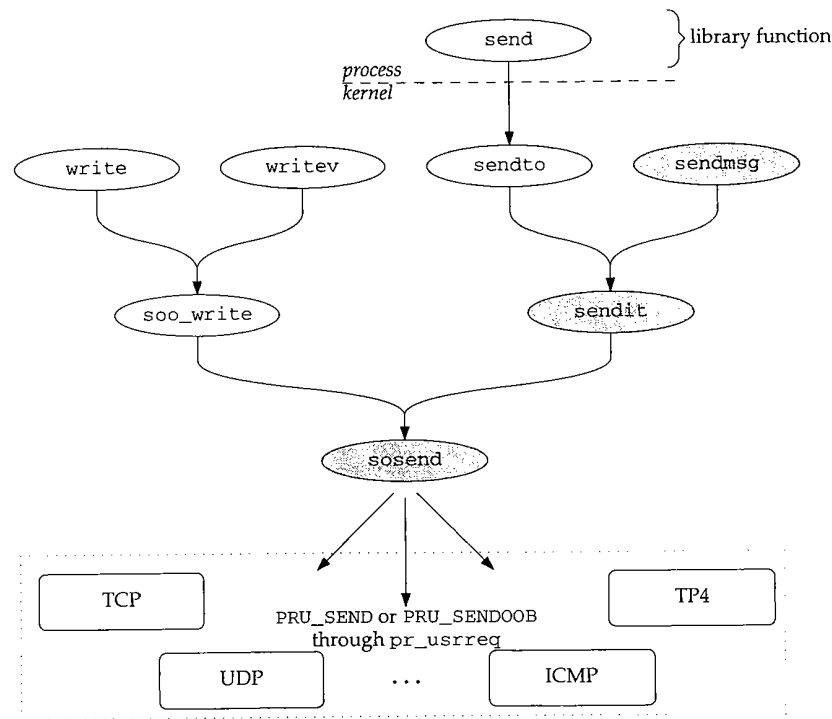 send
library function
process
kernel
write
writev
sendto
sendmsg
soo_write
sendit
sosend
TCP
TP4
PRU_SEND or PRU_SENDOOB
through pr_usrreq
UDP
...
ICMP